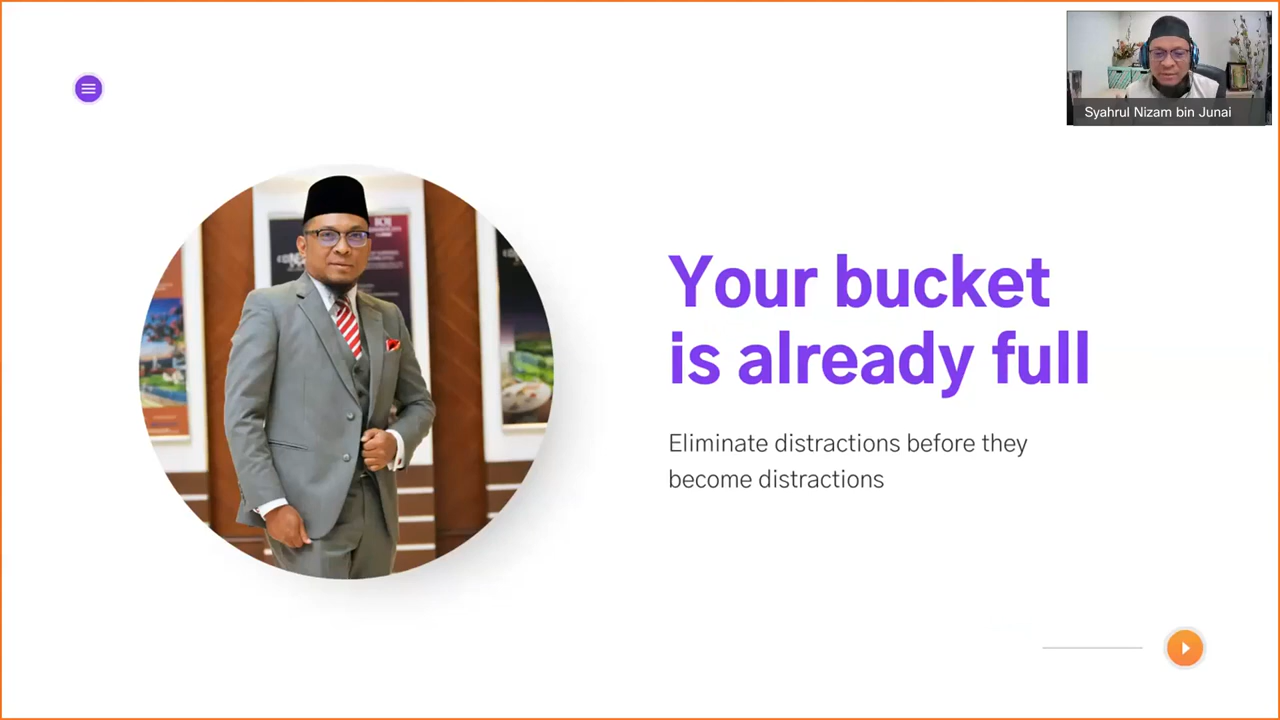 Syahrul Nizam bin Junai
Your bucket
is already full
Eliminate distractions before they
become distractions